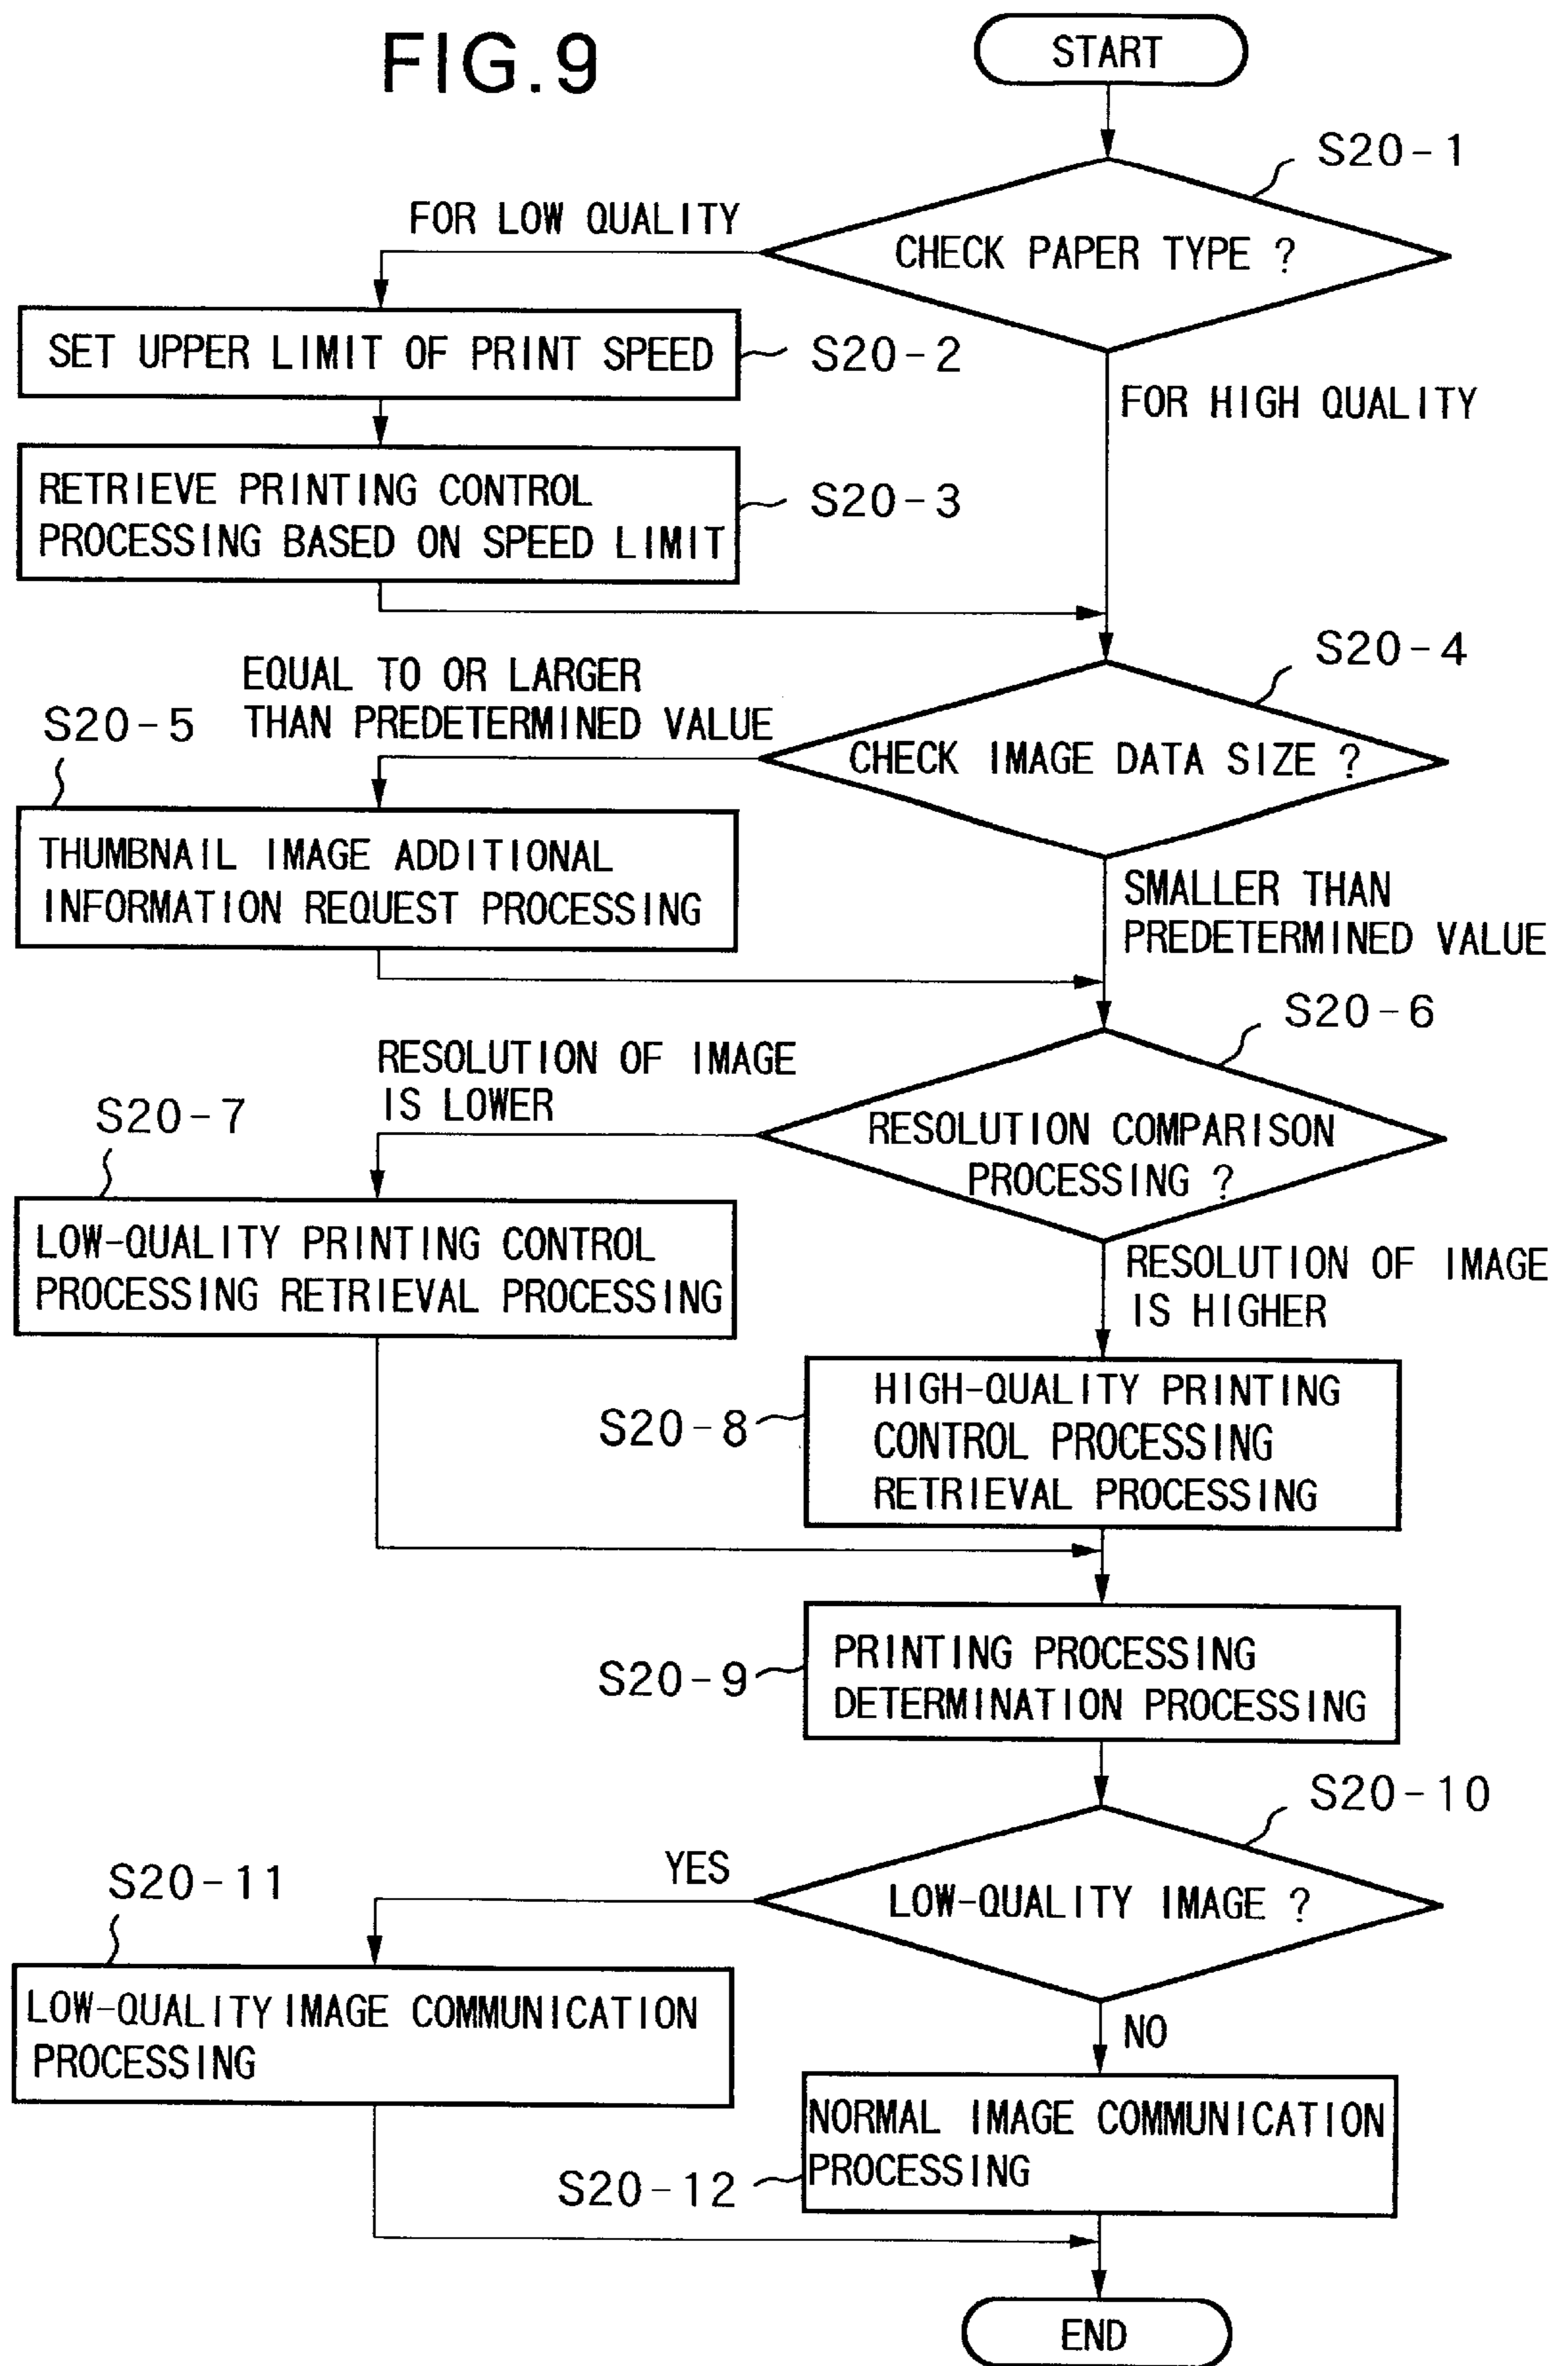 FIG.9
START
S20-1
FOR LOW QUALITY
CHECK PAPER TYPE ?
SET UPPER LIMIT OF PRINT SPEED
S20-2
FOR HIGH QUALITY
RETRIEVE PRINTING CONTROL
PROCESSING BASED ON SPEED LIMIT
S20-3
S20-4
EQUAL TO OR LARGER
THAN PREDETERMINED VALUE
S20-5
CHECK IMAGE DATA SIZE ?
THUMBNAIL IMAGE ADDITIONAL
INFORMATION REQUEST PROCESSING
SMALLER THAN
PREDETERMINED VALUE
S20-6
RESOLUTION OF IMAGE
IS LOWER
S20-7
RESOLUTION COMPARISON
PROCESSING ?
LOW-QUALITY PRINTING CONTROL
PROCESSING RETRIEVAL PROCESSING
RESOLUTION OF IMAGE
IS HIGHER
S20-8
HIGH-QUALITY PRINTING
CONTROL PROCESSING
RETRIEVAL PROCESSING
S20-9
PRINTING PROCESSING
DETERMINATION PROCESSING
S20-10
YES
S20-11
LOW-QUALITY IMAGE ?
LOW-QUALITY IMAGE COMMUNICATION
PROCESSING
NO
NORMAL IMAGE COMMUNICATION
PROCESSING
S20-12
END